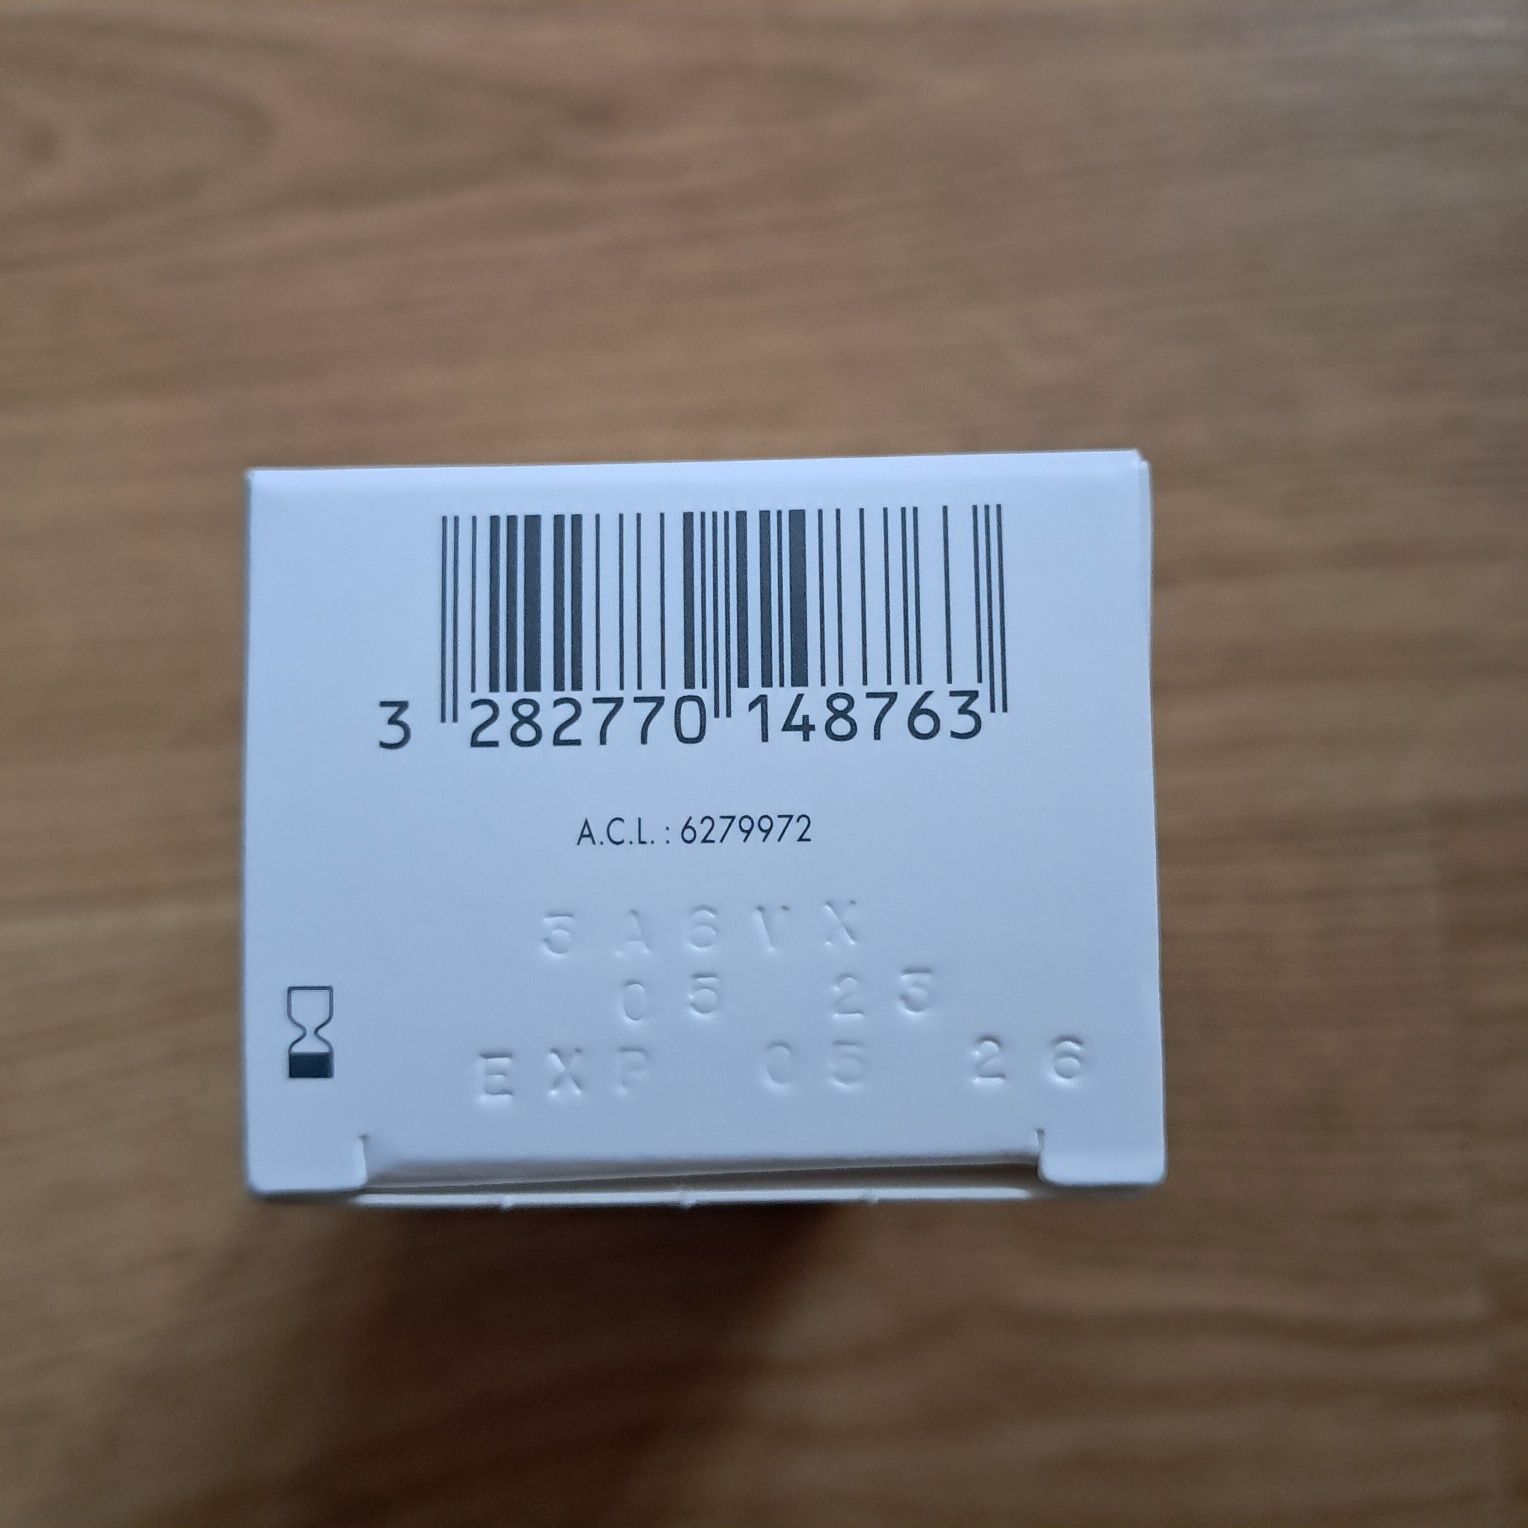 3 282770 148763
A.C.L. : 6279972
3A6VX
05 23
EXP 05 26